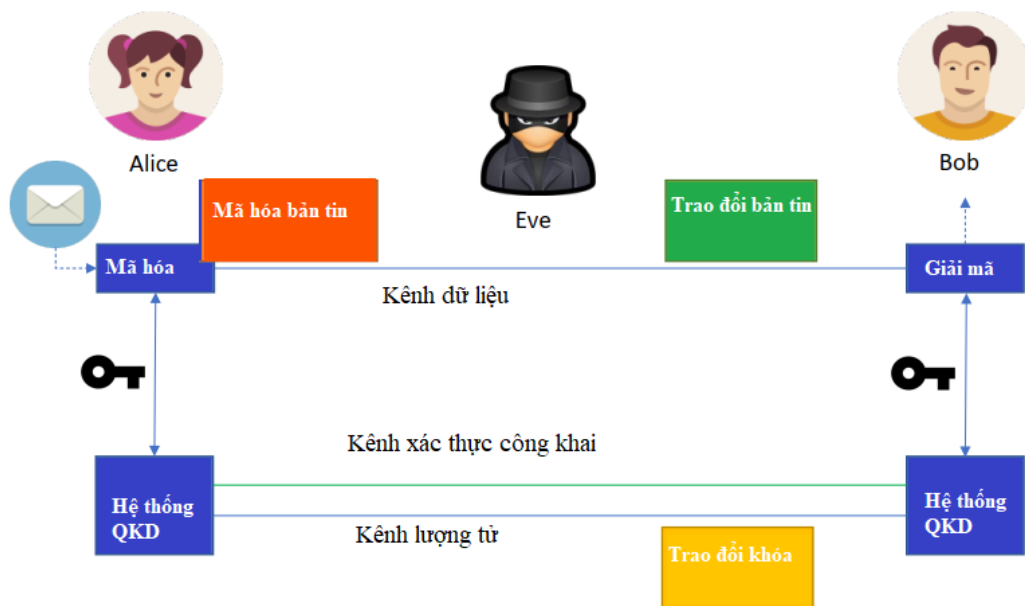 Alice
Bob
Eve
Mã hóa bản tin
Trao đổi bản tin
Mã hóa
Giải mã
Kênh dữ liệu
Kênh xác thực công khai
Hệ thống
QKD
Hệ thống
QKD
Kênh lượng tử
Trao đổi khóa